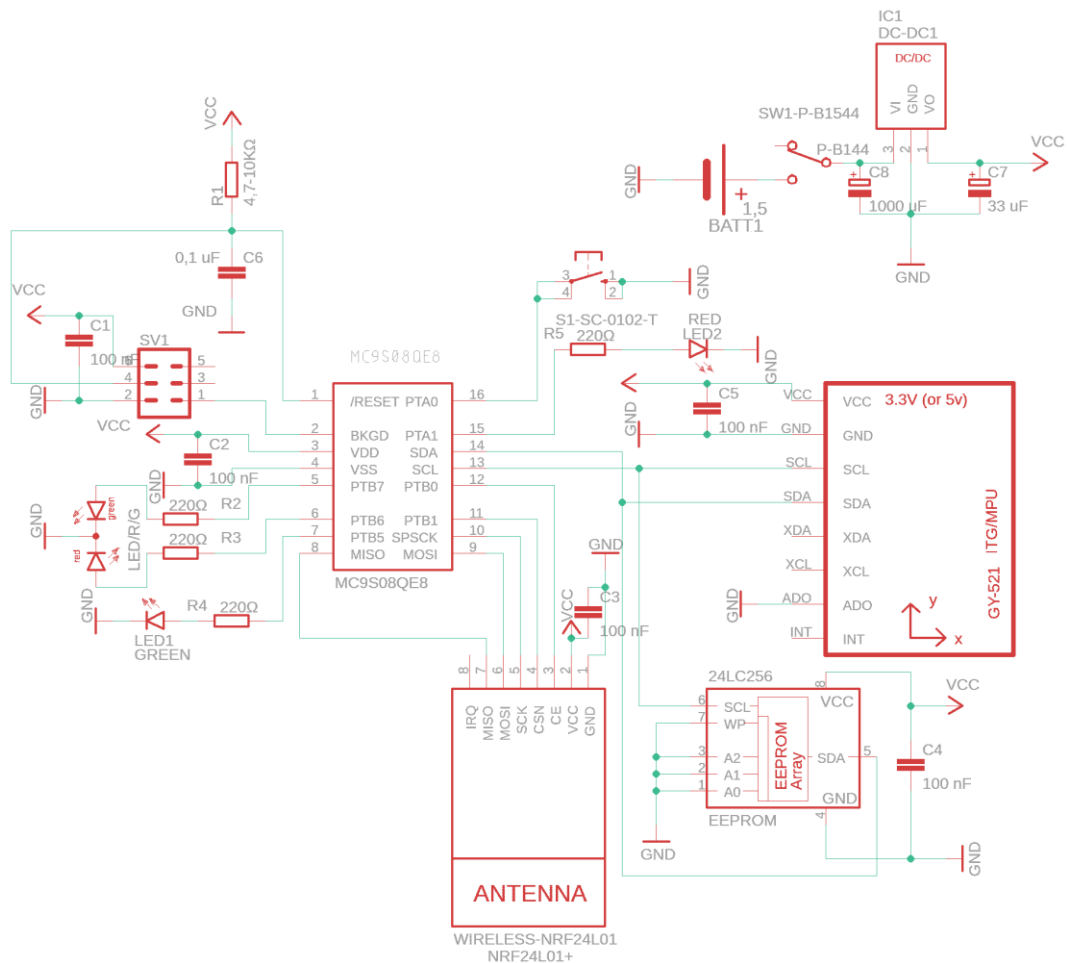 IC1
DC-DC1
DC/DC
VI
GND
VO
3
2
1
SW1-P-B1544
P-B144
VCC
C8
1000 uF
C7
33 uF
GND
GND
+
1,5
BATT1
VCC
R1
4,7-10KΩ
0,1 uF
C6
GND
VCC
C1
100 nF
SV1
6
5
4
3
2
1
GND
3
1
4
2
GND
S1-SC-0102-T
R5
220Ω
RED
LED2
GND
MC9S08QE8
1
/RESET
PTA0
16
2
BKGD
PTA1
15
3
VDD
SDA
14
4
VSS
SCL
13
5
PTB7
PTB0
12
6
PTB6
PTB1
11
7
PTB5
SPSCK
10
8
MISO
MOSI
9
MC9S08QE8
VCC
C2
100 nF
GND
GND
green
red
LED/R/G
220Ω
R2
220Ω
R3
R4
220Ω
GND
LED1
GREEN
C5
100 nF
GND
VCC
GND
SCL
SDA
XDA
XCL
ADO
INT
VCC
3.3V (or 5v)
GND
SCL
SDA
XDA
XCL
ADO
INT
GY-521 ITG/MPU
y
x
GND
GND
VCC
C3
100 nF
8
7
6
5
4
3
2
1
IRQ
MISO
MOSI
SCK
CSN
CE
VCC
GND
ANTENNA
WIRELESS-NRF24L01
NRF24L01+
24LC256
6
SCL
7
WP
3
A2
2
A1
1
A0
EEPROM
Array
8
VCC
SDA
5
GND
4
EEPROM
GND
VCC
C4
100 nF
GND